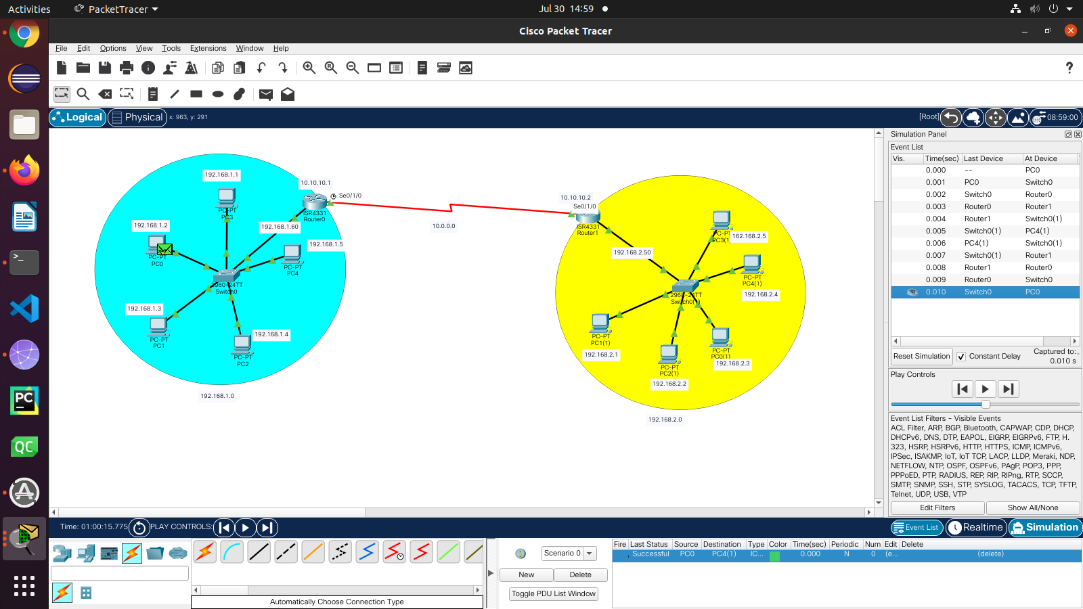 Activities
PacketTracer
Jul 30 14:59
Cisco Packet Tracer
File Edit Options View Tools Extensions Window Help
Logical
Physical
x: 963, y: 291
[Root]
08:59:00
Simulation Panel
Event List
Vis. Time(sec) Last Device At Device
0.000 -- PC0
0.001 PC0 Switch0
0.002 Switch0 Router0
0.003 Router0 Router1
0.004 Router1 Switch0(1)
0.005 Switch0(1) PC4(1)
0.006 PC4(1) Switch0(1)
0.007 Switch0(1) Router1
0.008 Router1 Router0
0.009 Router0 Switch0
0.010 Switch0 PC0
Reset Simulation
Constant Delay
Captured to:
0.010 s
Play Controls
Event List Filters - Visible Events
ACL Filter, ARP, BGP, Bluetooth, CAPWAP, CDP, DHCP,
DHCPv6, DNS, DTP, EAPOL, EIGRP, EIGRPv6, FTP, H.
323, HSRP, HSRPv6, HTTP, HTTPS, ICMP, ICMPv6,
IPSec, ISAKMP, IoT, IoT TCP, LACP, LLDP, Meraki, NDP,
NETFLOW, NTP, OSPF, OSPFv6, PAgP, POP3, PPP,
PPPoED, PTP, RADIUS, REP, RIP, RIPng, RTP, SCCP,
SMTP, SNMP, SSH, STP, SYSLOG, TACACS, TCP, TFTP,
Telnet, UDP, USB, VTP
Edit Filters
Show All/None
192.168.1.1
PC-PT
10.10.10.1
Se0/1/0
ISR4331
Router0
192.168.1.2
PC-PT
PC0
192.168.1.60
192.168.1.5
PC-PT
PC4
2960-24TT
Switch0
192.168.1.3
PC-PT
PC1
192.168.1.4
PC-PT
PC2
192.168.1.0
10.0.0.0
10.10.10.2
Se0/1/0
ISR4331
Router1
192.168.2.50
PC-PT
PC3(1)
162.168.2.5
PC-PT
PC4(1)
192.168.2.4
PC-PT
PC1(1)
192.168.2.1
PC-PT
PC2(1)
192.168.2.2
PC-PT
PC0(1)
192.168.2.3
192.168.2.0
Time: 01:00:15.775
PLAY CONTROLS:
Event List
Realtime
Simulation
Automatically Choose Connection Type
Scenario 0
New
Delete
Toggle PDU List Window
Fire Last Status Source Destination Type Color Time(sec) Periodic Num Edit Delete
Successful PC0 PC4(1) IC... 0.000 N 0 (e... (delete)